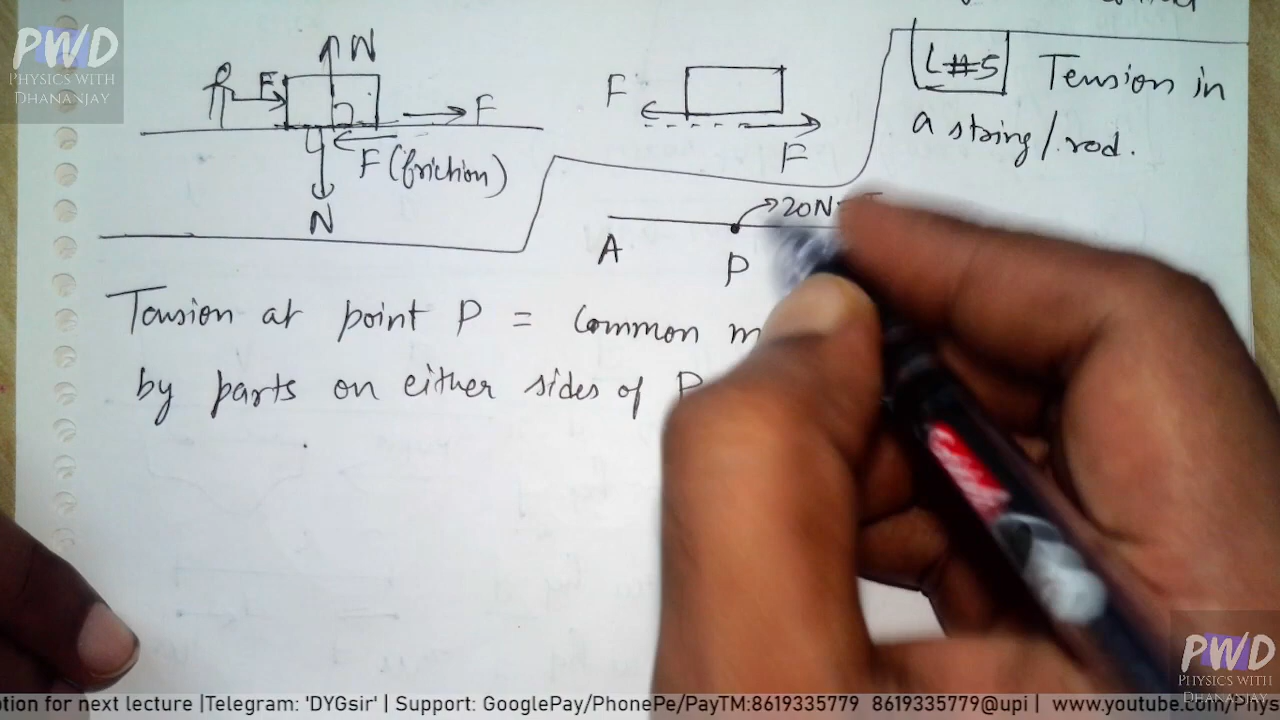 PWD
PHYSICS WITH
DHANANJAY
N
F
F
F (friction)
N
F
F
L#5 Tension in
a string/rod.
20N
A
P
Tension at point P = Common
by parts on either sides of P
PWD
PHYSICS WITH
DHANANJAY
ption for next lecture |Telegram: 'DYGsir' | Support: GooglePay/PhonePe/PayTM:8619335779 8619335779@upi | www.youtube.com/Phys